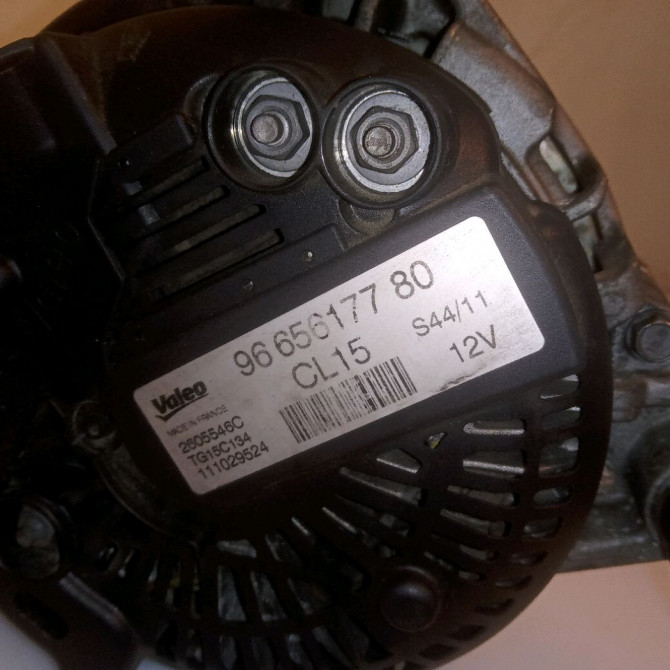 96 656177 80
CL15
S44/11
12V
Valeo
MADE IN FRANCE
2605546C
TG15C134
111029524